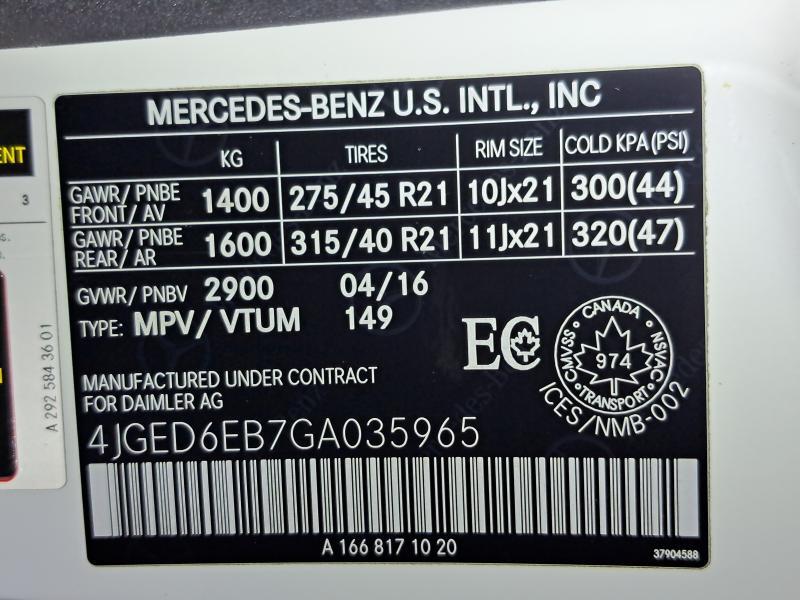 MERCEDES-BENZ U.S. INTL., INC
KG TIRES RIM SIZE COLD KPA (PSI)
GAWR/ PNBE FRONT/ AV 1400 275/45 R21 10Jx21 300(44)
GAWR/ PNBE REAR/ AR 1600 315/40 R21 11Jx21 320(47)
GVWR/ PNBV 2900 04/16
TYPE: MPV/ VTUM 149
EC
CANADA
CMVSS NSVAC
974
TRANSPORT
ICES/NMB-002
MANUFACTURED UNDER CONTRACT
FOR DAIMLER AG
4JGED6EB7GA035965
A 166 817 10 20
37904588
A 292 584 36 01
ENT
3